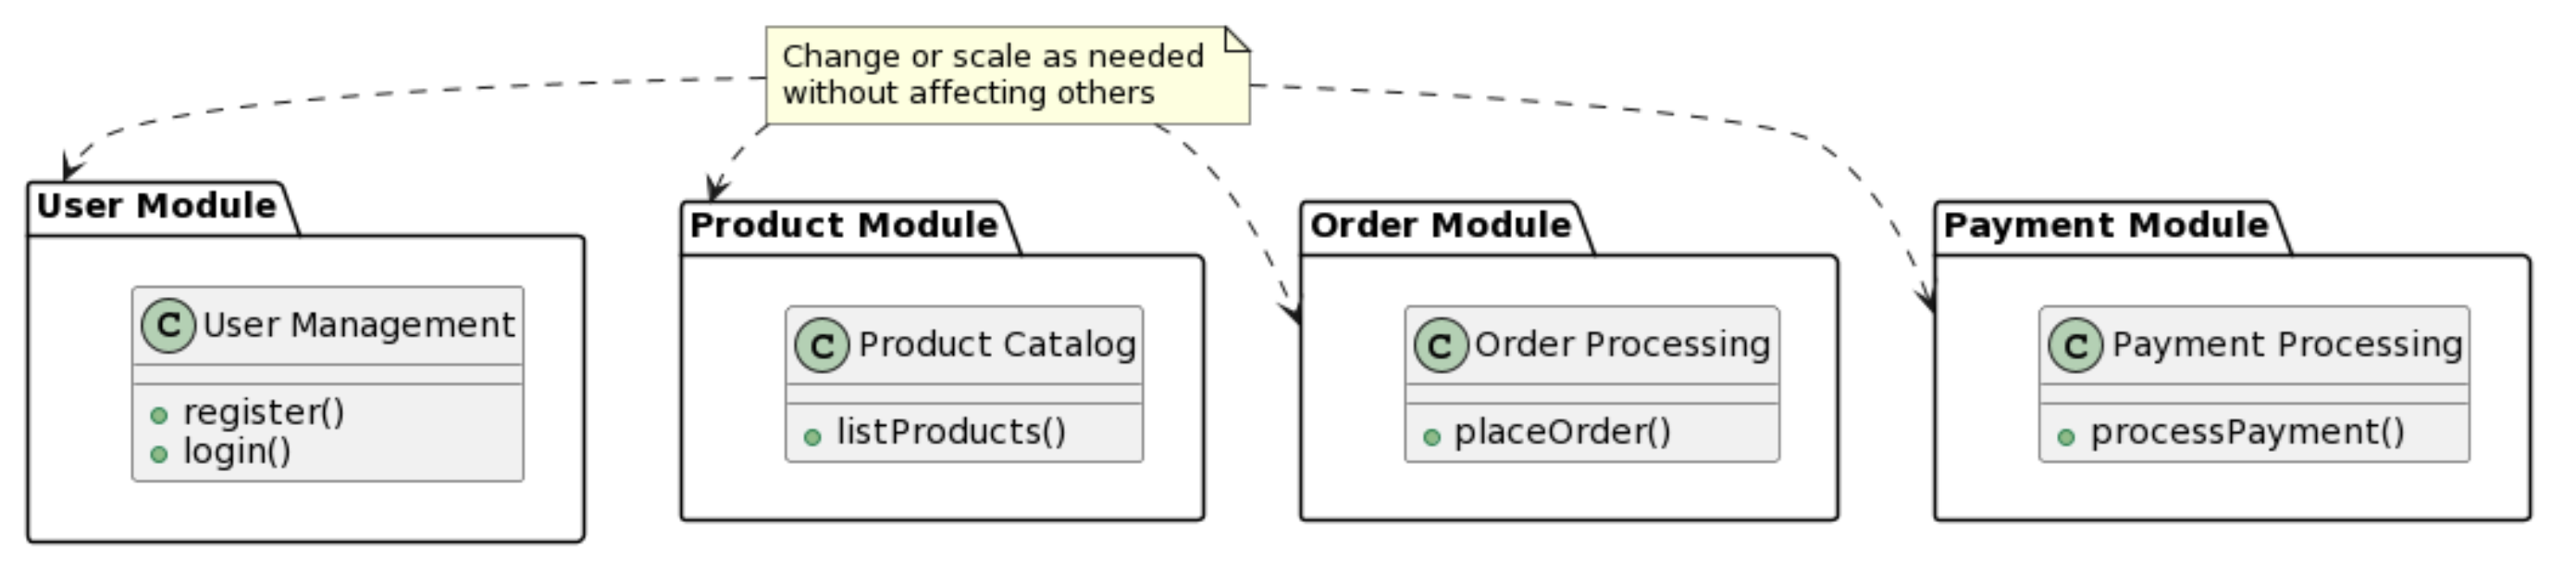 Change or scale as needed
without affecting others
User Module
C User Management
register()
login()
Product Module
C Product Catalog
listProducts()
Order Module
C Order Processing
placeOrder()
Payment Module
C Payment Processing
processPayment()